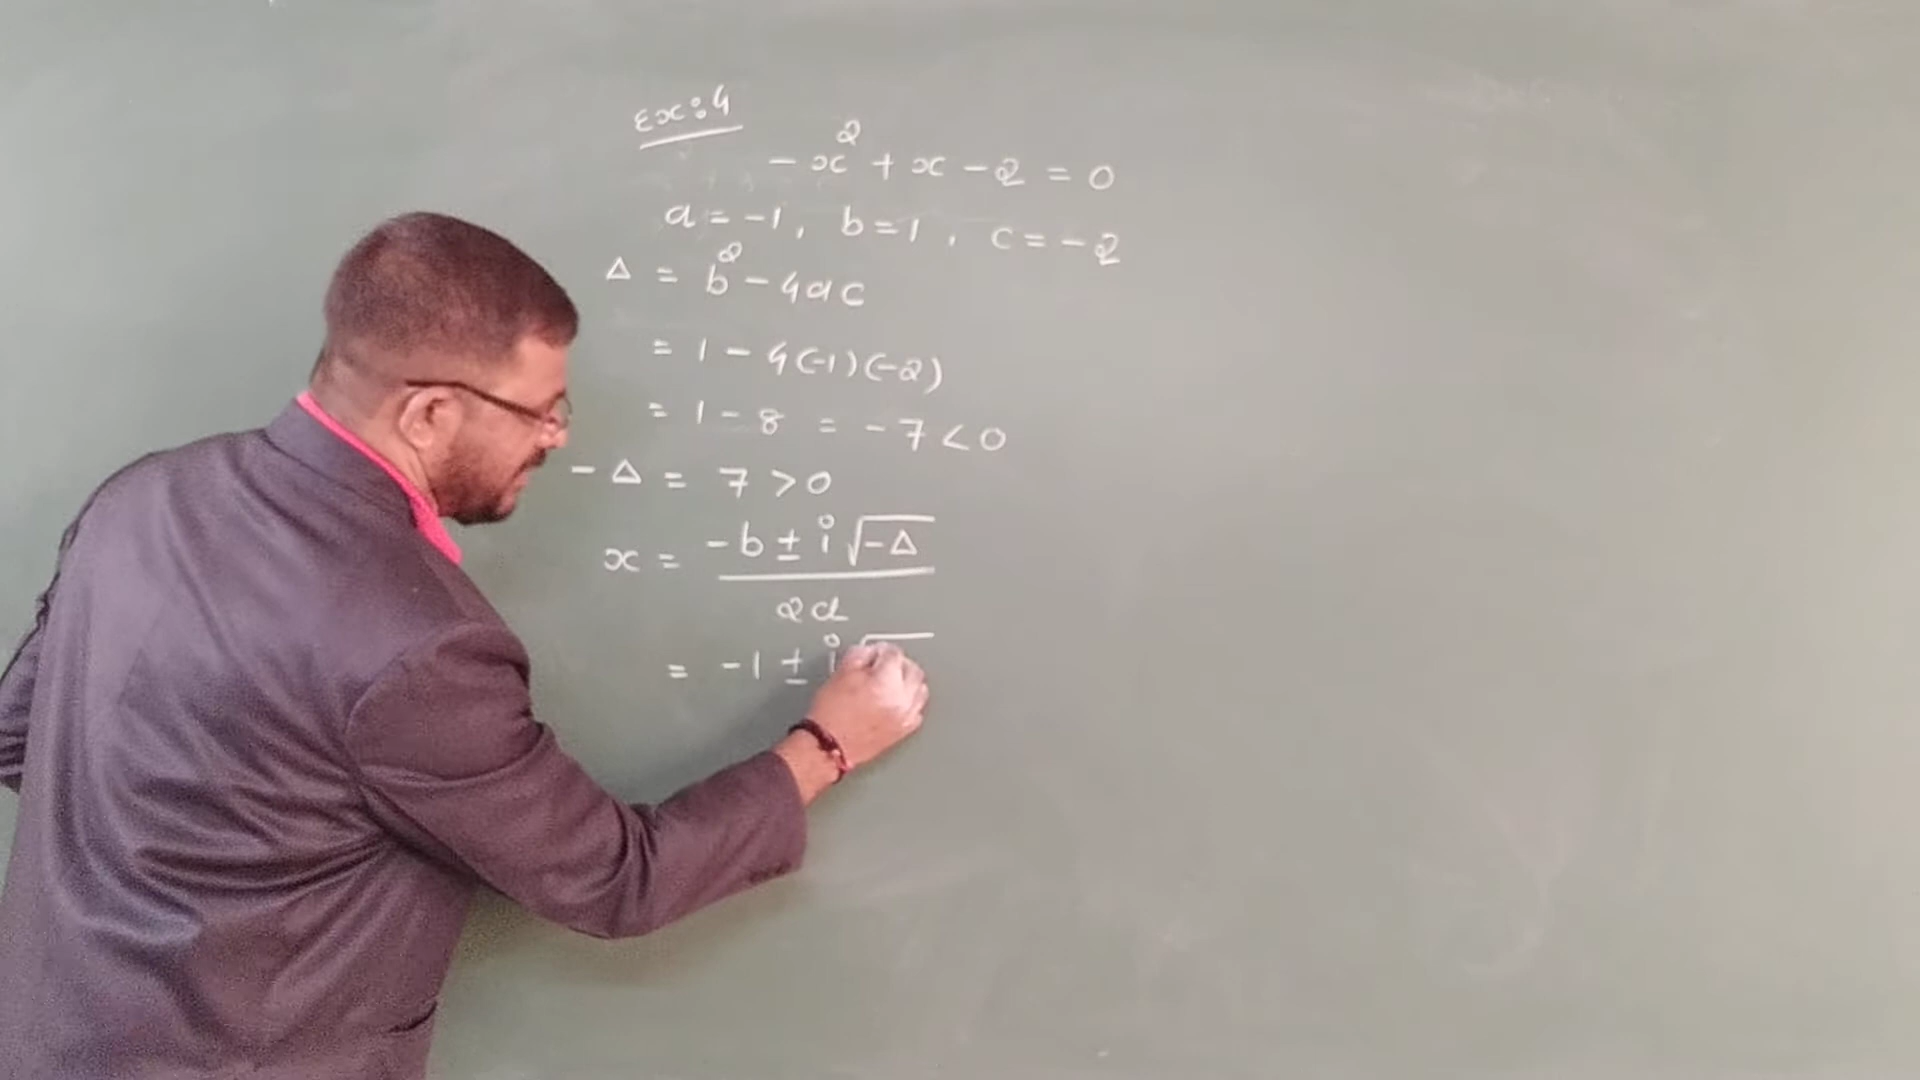 Ex:4
-x² + x - 2 = 0
a = -1, b = 1, c = -2
Δ = b² - 4ac
= 1 - 4(-1)(-2)
= 1 - 8 = -7 < 0
-Δ = 7 > 0
x = (-b ± i√(-Δ)) / 2a
= -1 ± i√